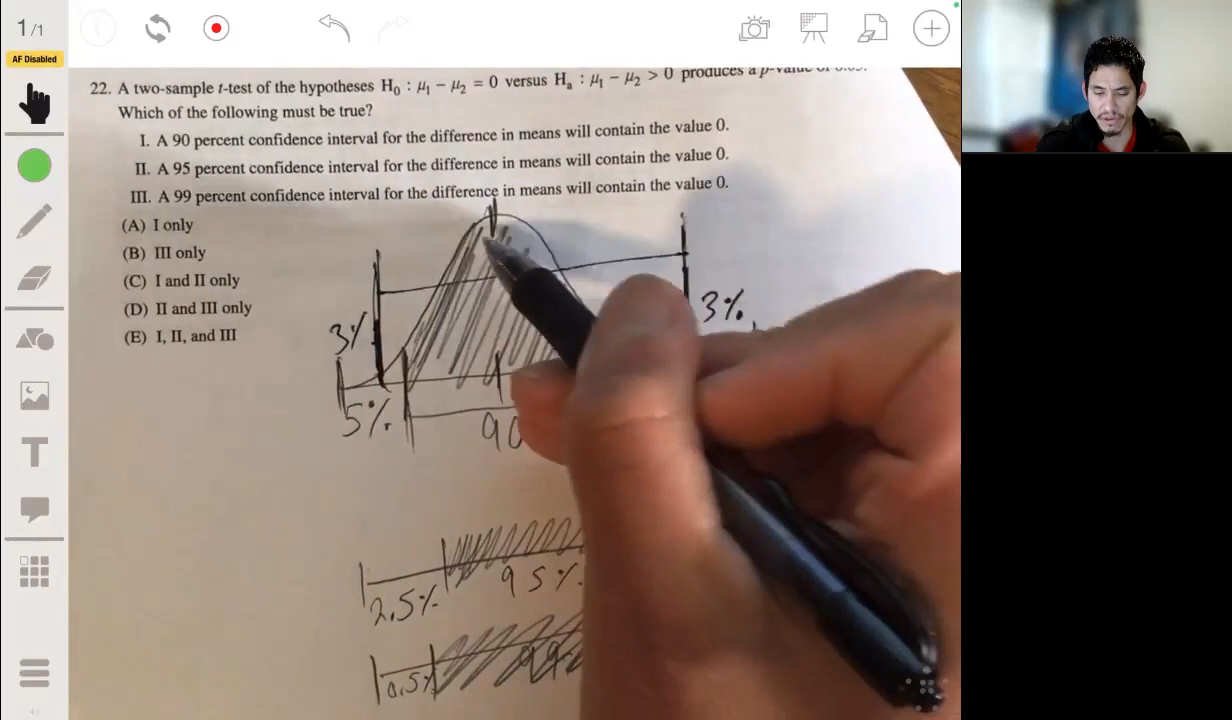 1/1
AF Disabled
22. A two-sample t-test of the hypotheses H₀ : μ₁ − μ₂ = 0 versus Hₐ : μ₁ − μ₂ > 0 produces a p-value of 0.03.
Which of the following must be true?
I. A 90 percent confidence interval for the difference in means will contain the value 0.
II. A 95 percent confidence interval for the difference in means will contain the value 0.
III. A 99 percent confidence interval for the difference in means will contain the value 0.
(A) I only
(B) III only
(C) I and II only
(D) II and III only
(E) I, II, and III
3%
3%
5%
90
2.5%
95%
0.5%
99
T